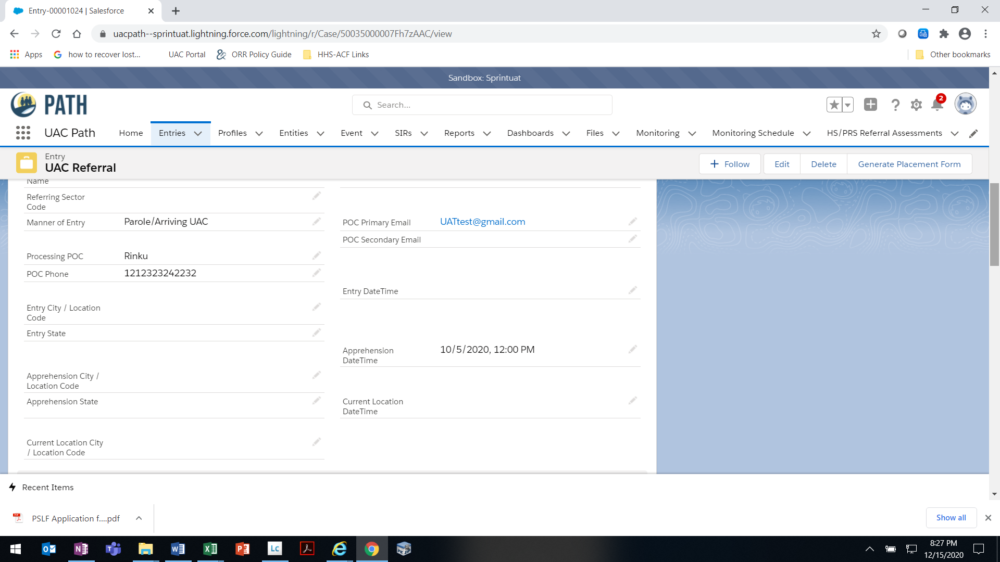 Entry-00001024 | Salesforce
uacpath--sprintuat.lightning.force.com/lightning/r/Case/50035000007Fh7zAAC/view
Apps how to recover lost... UAC Portal ORR Policy Guide HHS-ACF Links Other bookmarks
Sandbox: Sprintuat
PATH Search... 2
UAC Path Home Entries Profiles Entities Event SIRs Reports Dashboards Files Monitoring Monitoring Schedule HS/PRS Referral Assessments
Entry
UAC Referral
Follow Edit Delete Generate Placement Form
Name
Referring Sector
Code
Manner of Entry Parole/Arriving UAC
POC Primary Email UATtest@gmail.com
POC Secondary Email
Processing POC Rinku
POC Phone 1212323242232
Entry DateTime
Entry City / Location
Code
Entry State
Apprehension
DateTime
10/5/2020, 12:00 PM
Apprehension City /
Location Code
Apprehension State
Current Location
DateTime
Current Location City
/ Location Code
Recent Items
PSLF Application f....pdf Show all
8:27 PM
12/15/2020